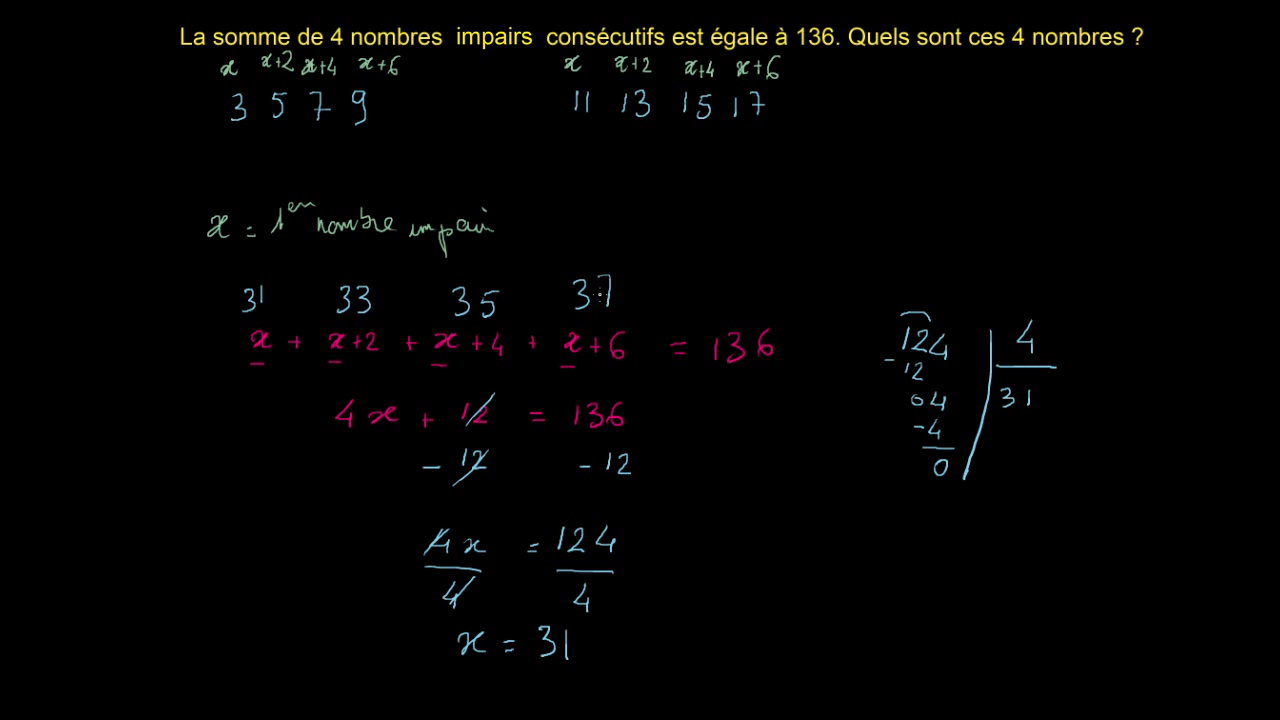 La somme de 4 nombres impairs consécutifs est égale à 136. Quels sont ces 4 nombres ?
x x+2 x+4 x+6 x x+2 x+4 x+6
3 5 7 9 11 13 15 17
x = 1er nombre impair
31 33 35 37
x + x+2 + x+4 + x+6 = 136
4x + 12 = 136
- 12 - 12
4x = 124
4 4
x = 31
124 4
- 12 31
04
- 4
0